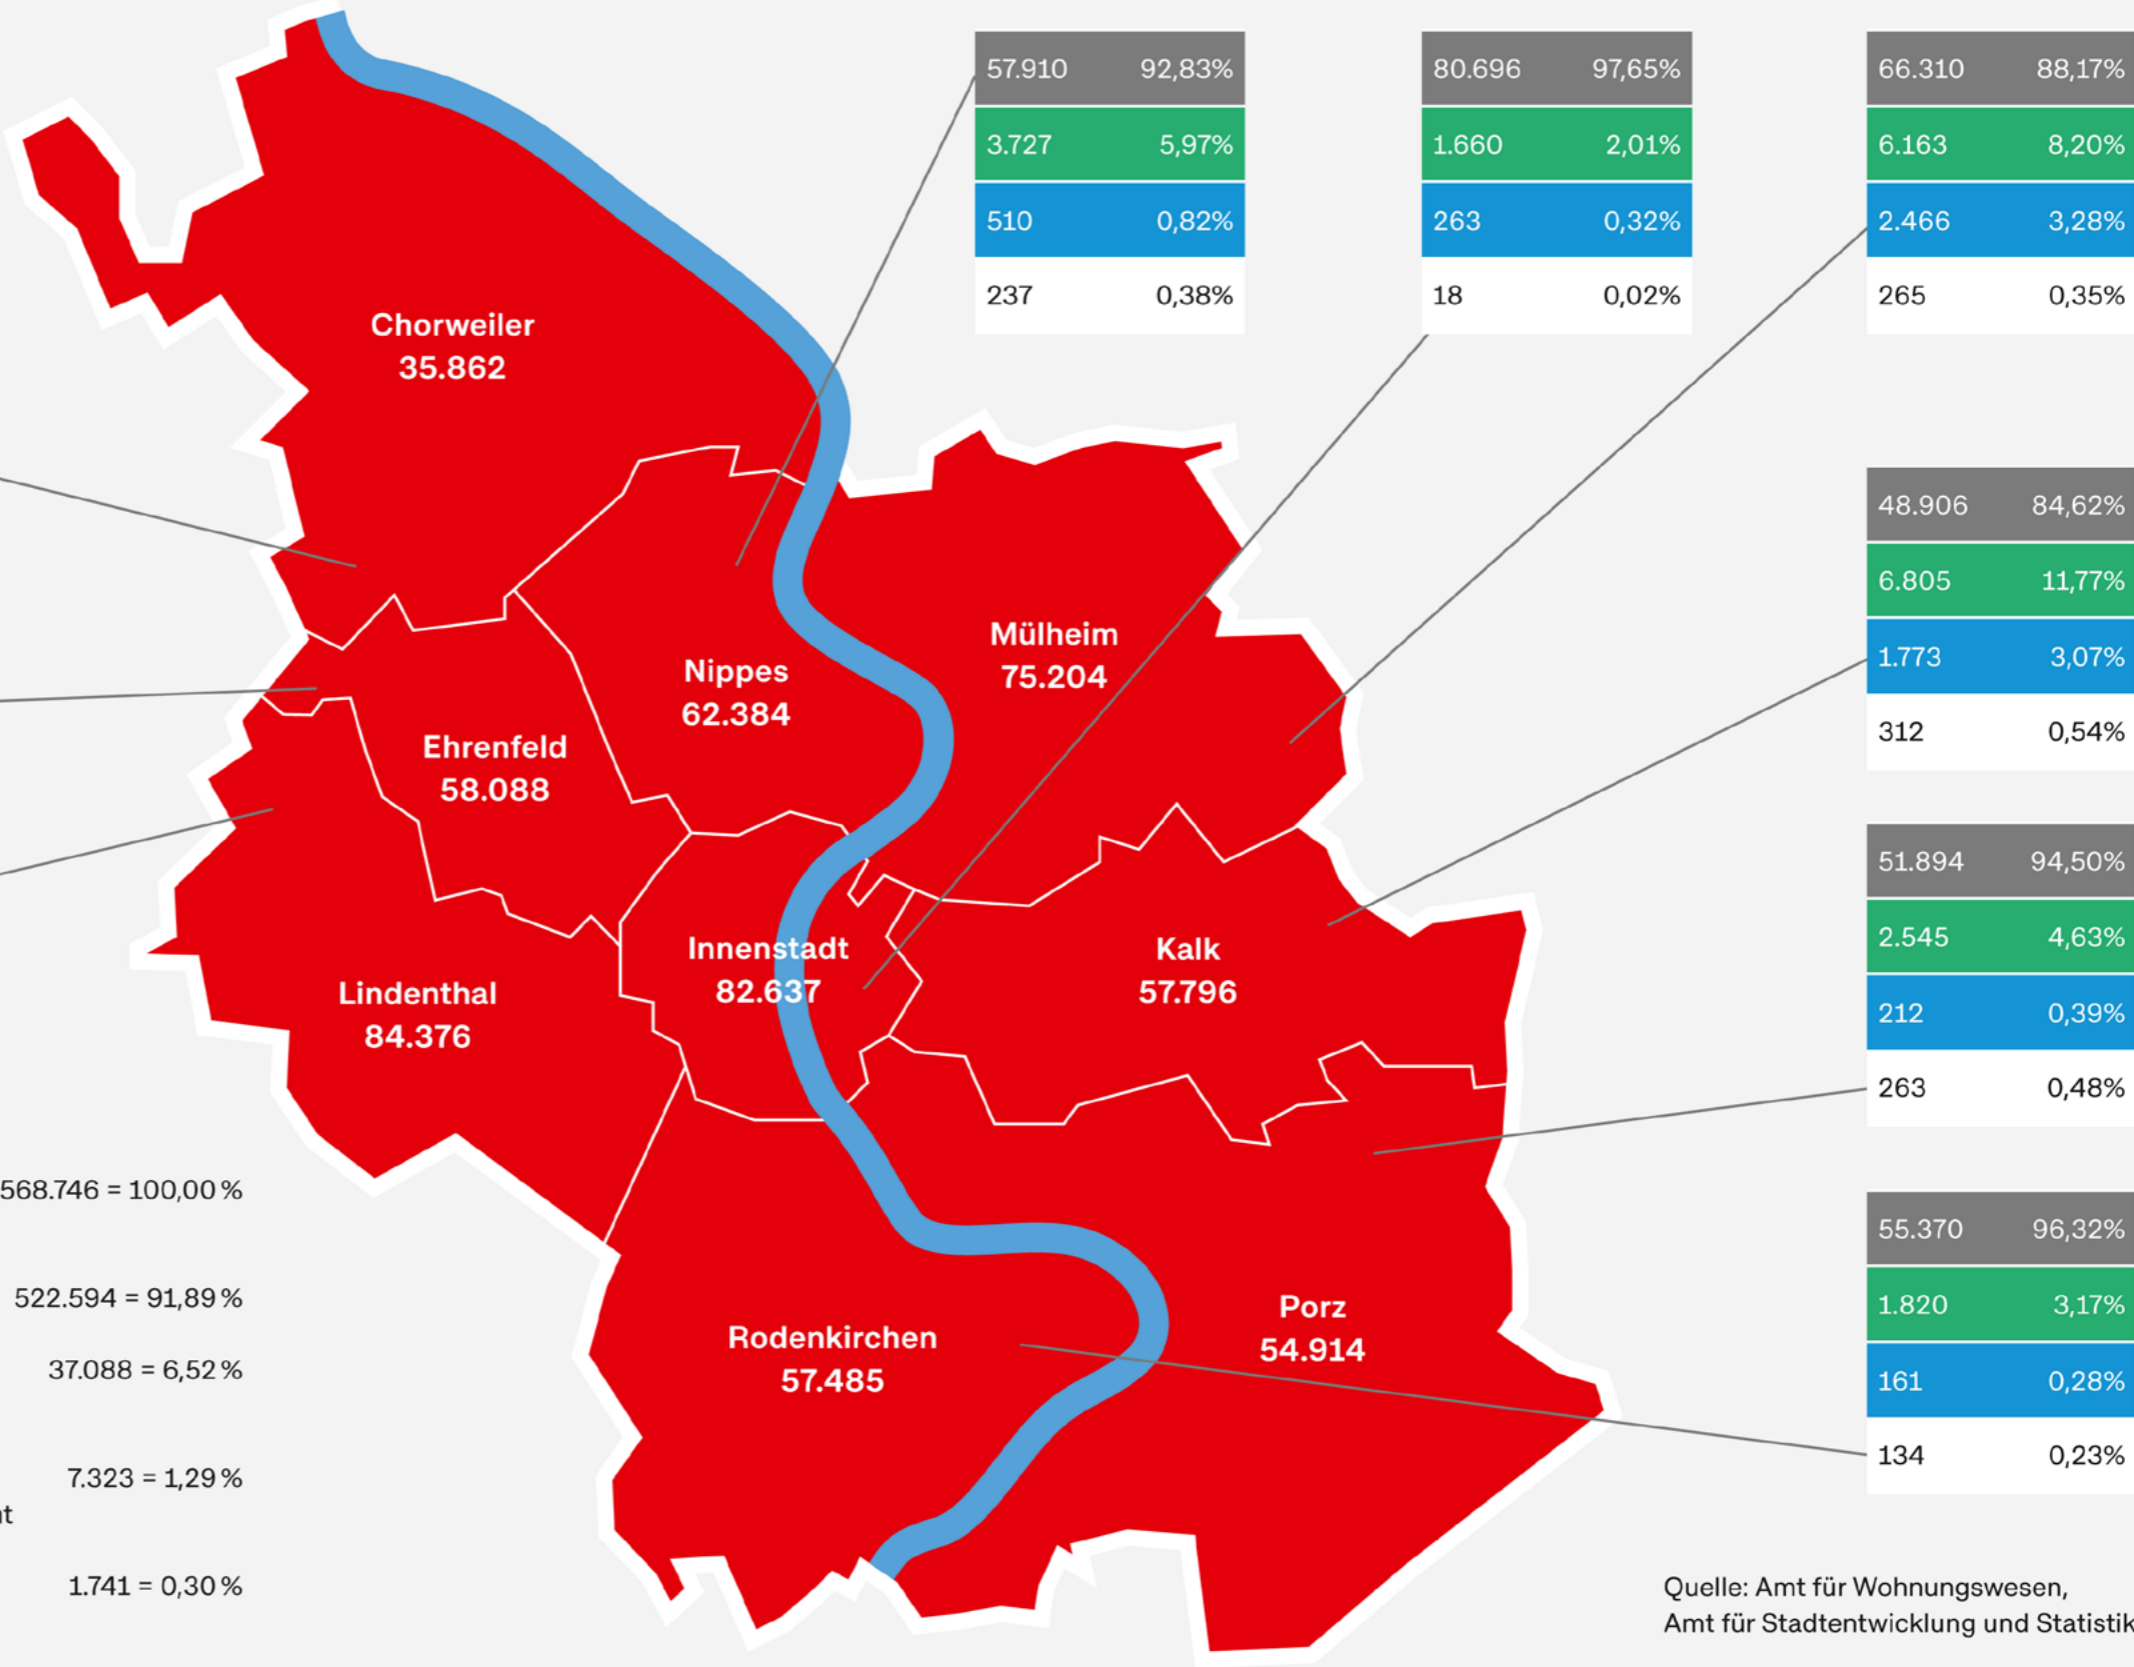 57.910 92,83%
3.727 5,97%
510 0,82%
237 0,38%
80.696 97,65%
1.660 2,01%
263 0,32%
18 0,02%
66.310 88,17%
6.163 8,20%
2.466 3,28%
265 0,35%
Chorweiler
35.862
Mülheim
75.204
Nippes
62.384
Ehrenfeld
58.088
48.906 84,62%
6.805 11,77%
1.773 3,07%
312 0,54%
Innenstadt
82.637
Kalk
57.796
Lindenthal
84.376
51.894 94,50%
2.545 4,63%
212 0,39%
263 0,48%
568.746 = 100,00 %
522.594 = 91,89 %
37.088 = 6,52 %
7.323 = 1,29 %
1.741 = 0,30 %
Rodenkirchen
57.485
Porz
54.914
55.370 96,32%
1.820 3,17%
161 0,28%
134 0,23%
Quelle: Amt für Wohnungswesen,
Amt für Stadtentwicklung und Statistik